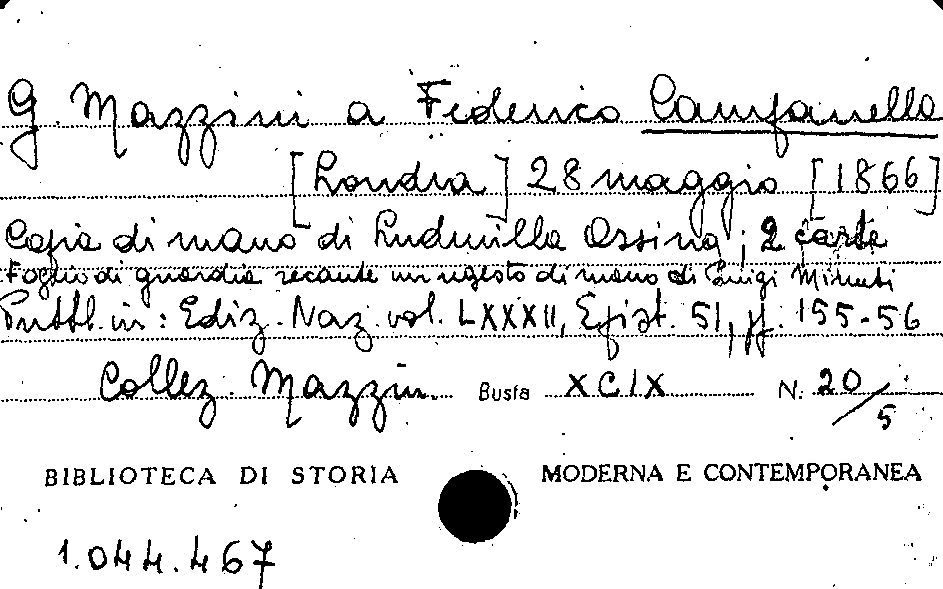 G. Mazzini a Federico Campanella
[Londra] 28 maggio [1866]
Copia di mano di Ludmilla Assing; 2 carte
Foglio di guardia recante un regesto di mano di Luigi Minuti
Pubbl. in: Ediz. Naz. vol. LXXXII, Epist. 51, pp. 155-56
Collez. Mazzin. Busta XCIX N. 20/5
BIBLIOTECA DI STORIA MODERNA E CONTEMPORANEA
1.044.467